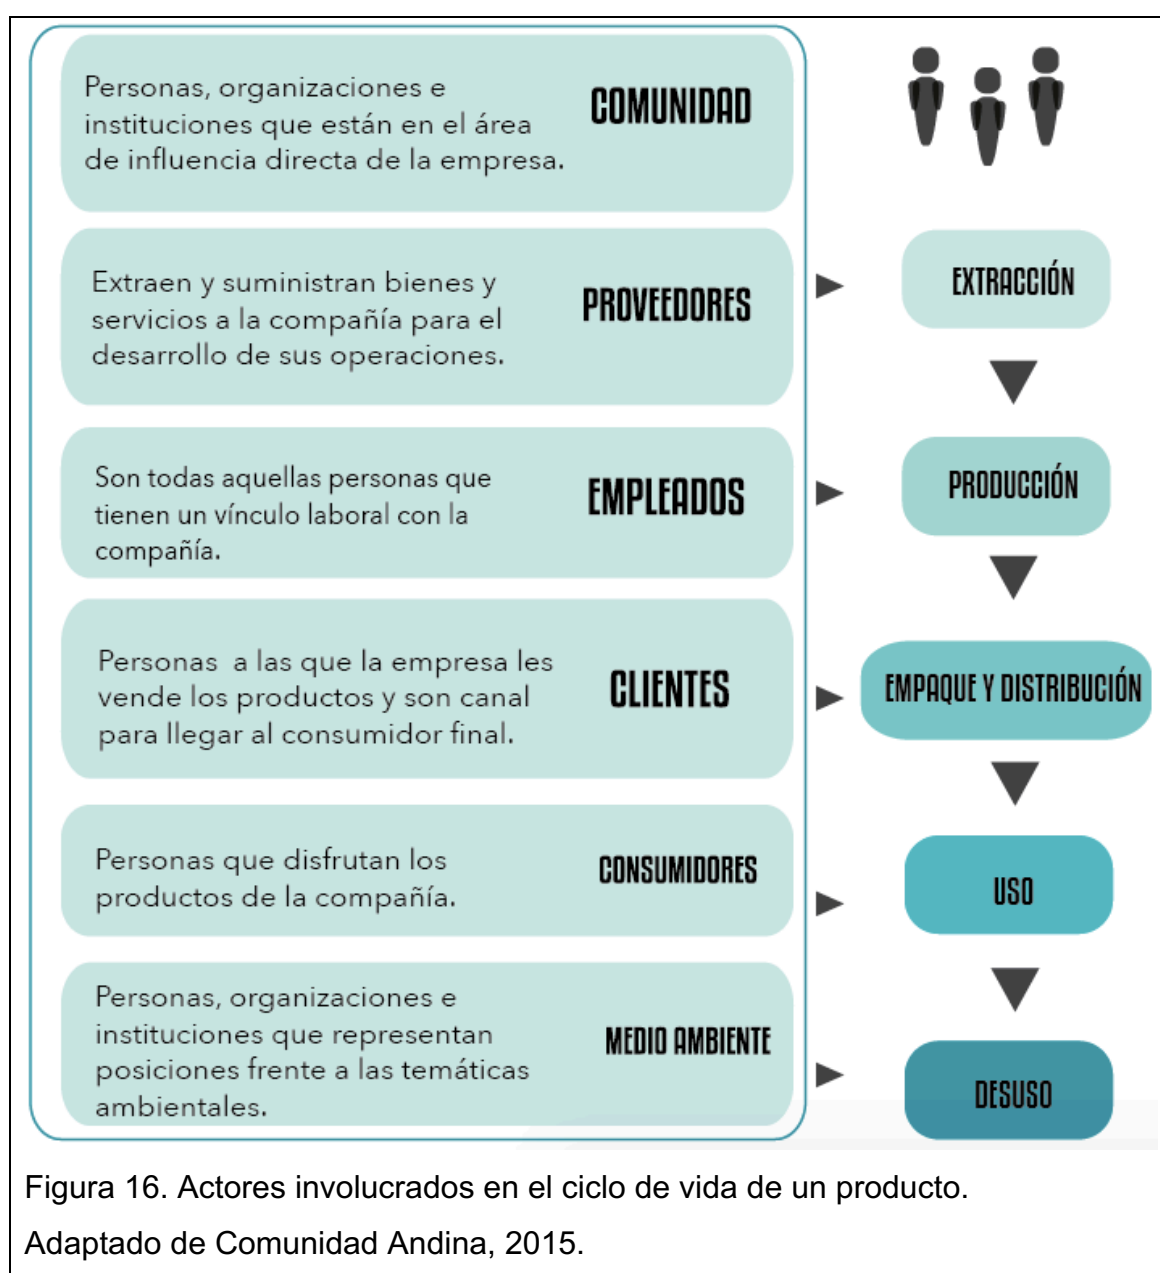 Personas, organizaciones e
instituciones que están en el área
de influencia directa de la empresa.
COMUNIDAD
Extraen y suministran bienes y
servicios a la compañía para el
desarrollo de sus operaciones.
PROVEEDORES
EXTRACCIÓN
Son todas aquellas personas que
tienen un vínculo laboral con la
compañía.
EMPLEADOS
PRODUCCIÓN
Personas a las que la empresa les
vende los productos y son canal
para llegar al consumidor final.
CLIENTES
EMPAQUE Y DISTRIBUCIÓN
Personas que disfrutan los
productos de la compañía.
CONSUMIDORES
USO
Personas, organizaciones e
instituciones que representan
posiciones frente a las temáticas
ambientales.
MEDIO AMBIENTE
DESUSO
Figura 16. Actores involucrados en el ciclo de vida de un producto.
Adaptado de Comunidad Andina, 2015.